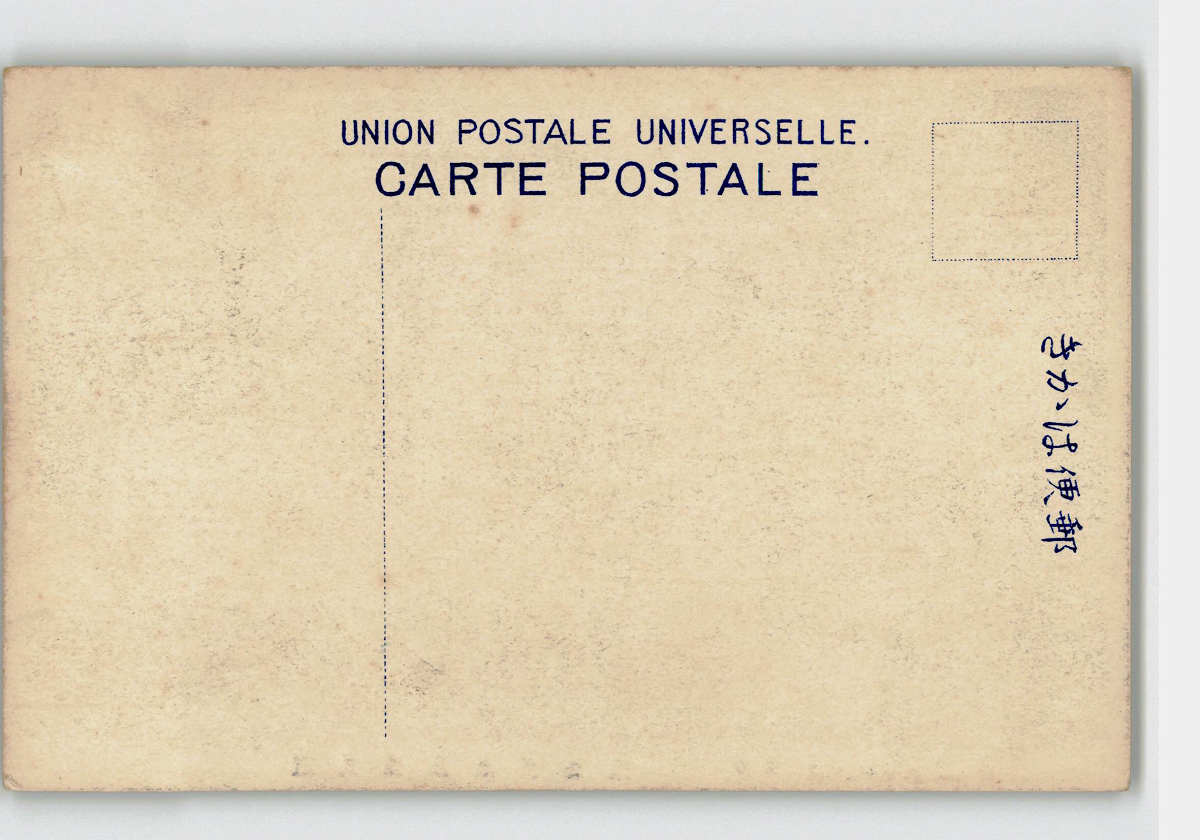 UNION POSTALE UNIVERSELLE.
CARTE POSTALE
郵便はがき